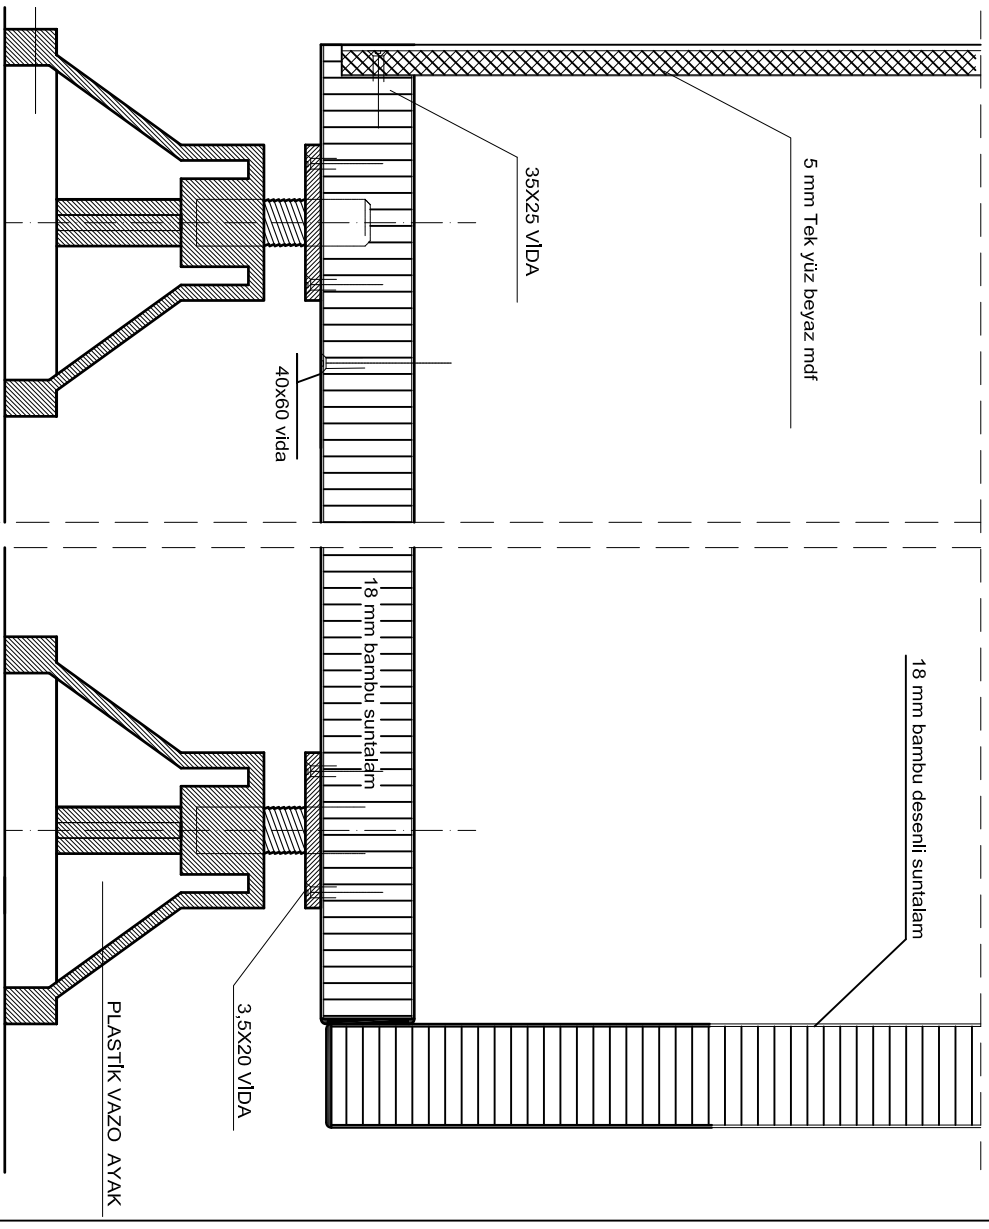 18 mm bambu desenli suntalam
5 mm Tek yüz beyaz mdf
35X25 VİDA
18 mm bambu suntalam
40x60 vida
3,5X20 VİDA
PLASTİK VAZO AYAK